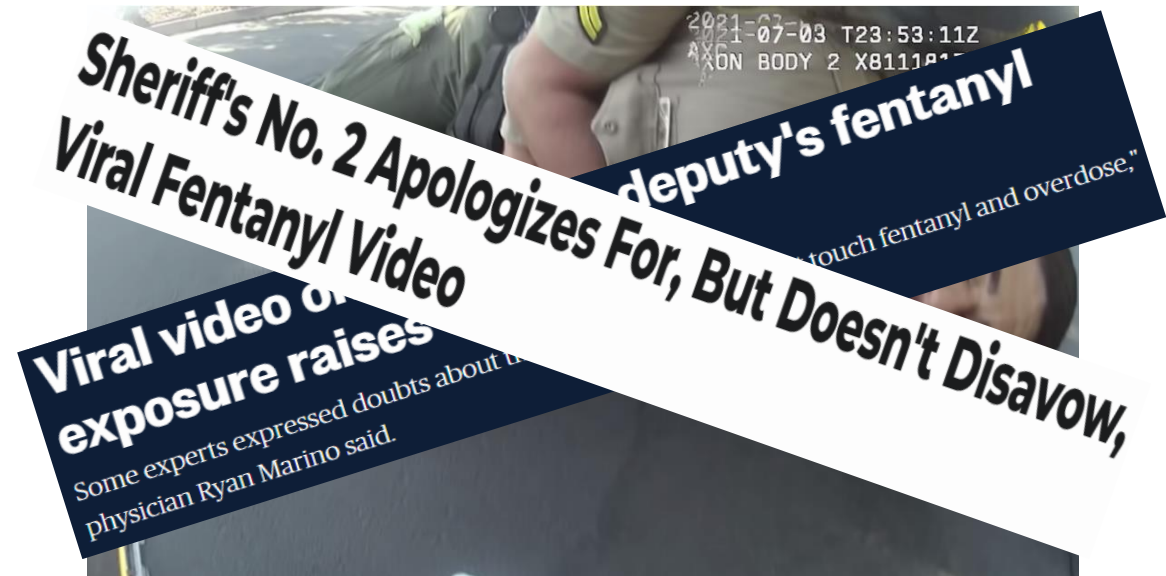 2021-07-03 T23:53:11Z
AXON BODY 2
Sheriff's No. 2 Apologizes For, But Doesn't Disavow,
Viral Fentanyl Video
Viral video
deputy's fentanyl
exposure raises
Some experts expressed doubts about
touch fentanyl and overdose,"
physician Ryan Marino said.